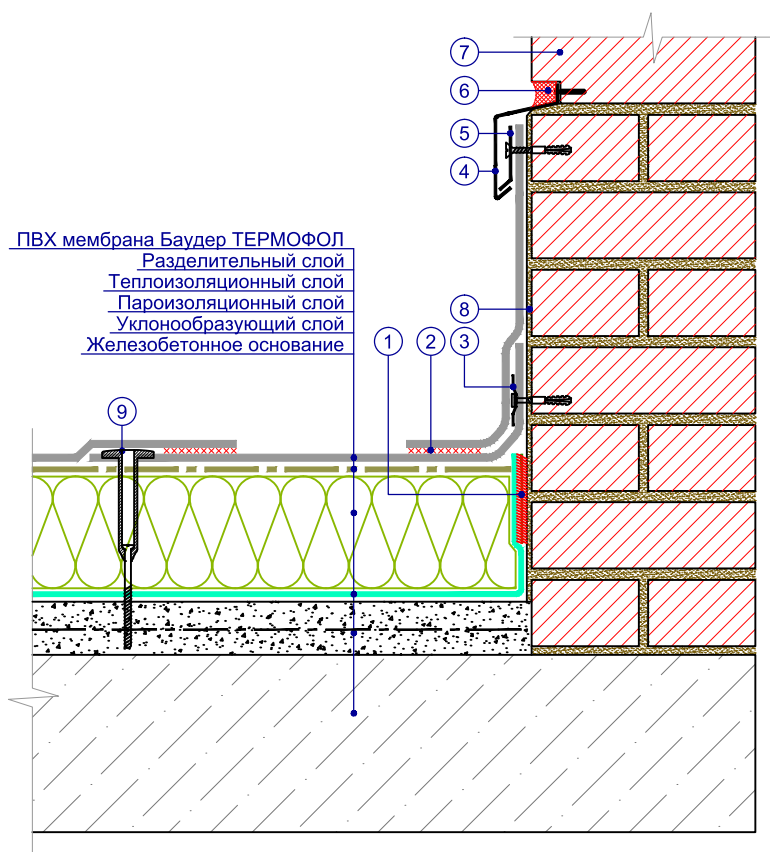 7
6
5
4
ПВХ мембрана Баудер ТЕРМОФОЛ
Разделительный слой
Теплоизоляционный слой
Пароизоляционный слой
Уклонообразующий слой
Железобетонное основание
8
1
2
3
9